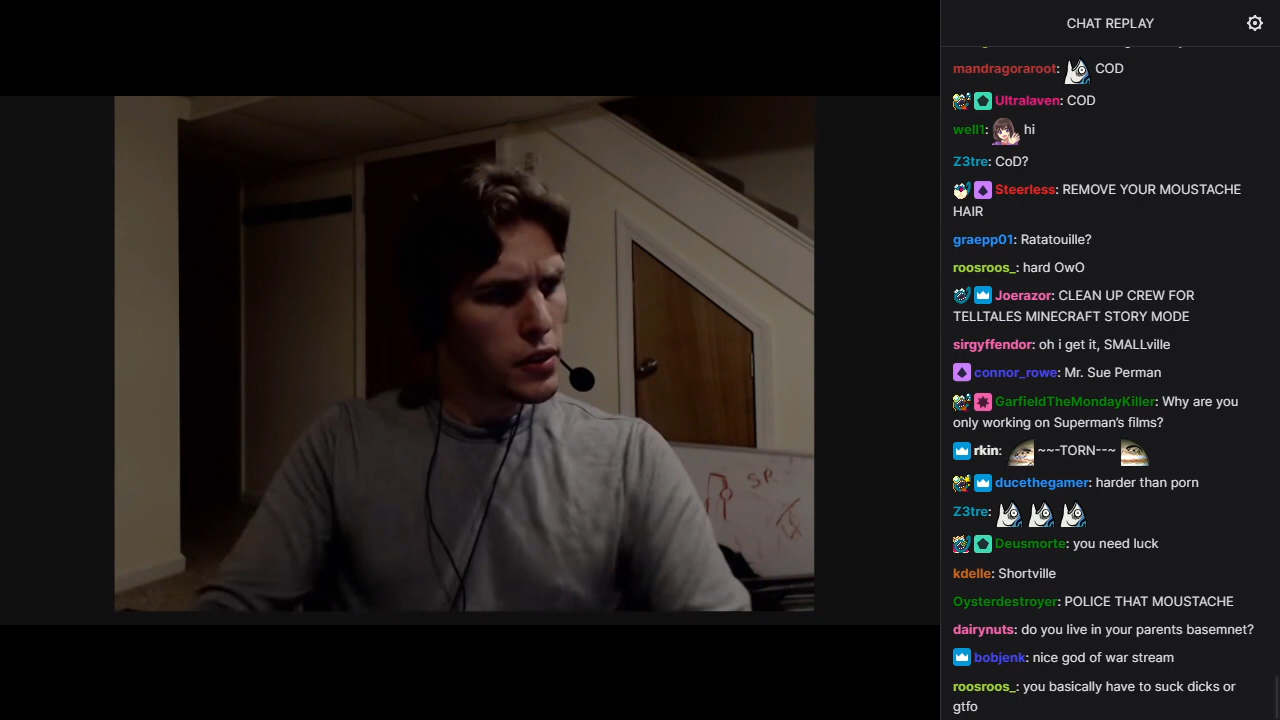 CHAT REPLAY
mandragoraroot: COD
Ultralaven: COD
well1: hi
Z3tre: CoD?
Steerless: REMOVE YOUR MOUSTACHE
HAIR
graepp01: Ratatouille?
roosroos_: hard OwO
Joerazor: CLEAN UP CREW FOR
TELLTALES MINECRAFT STORY MODE
sirgyffendor: oh i get it, SMALLville
connor_rowe: Mr. Sue Perman
GarfieldTheMondayKiller: Why are you
only working on Superman's films?
rkin: ~~-TORN--~
ducethegamer: harder than porn
Z3tre:
Deusmorte: you need luck
kdelle: Shortville
Oysterdestroyer: POLICE THAT MOUSTACHE
dairynuts: do you live in your parents basemnet?
bobjenk: nice god of war stream
roosroos_: you basically have to suck dicks or
gtfo